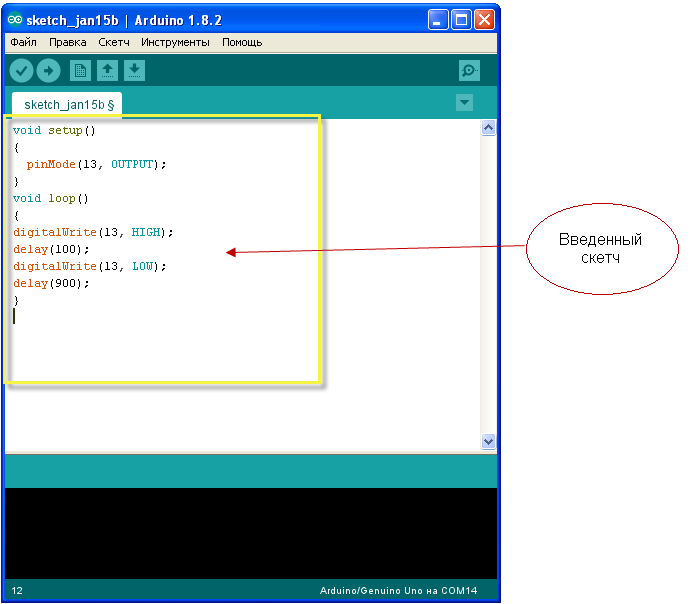 sketch_jan15b | Arduino 1.8.2
Файл Правка Скетч Инструменты Помощь
sketch_jan15b §
void setup()
{
  pinMode(13, OUTPUT);
}
void loop()
{
digitalWrite(13, HIGH);
delay(100);
digitalWrite(13, LOW);
delay(900);
}
Введенный
скетч
12
Arduino/Genuino Uno на COM14